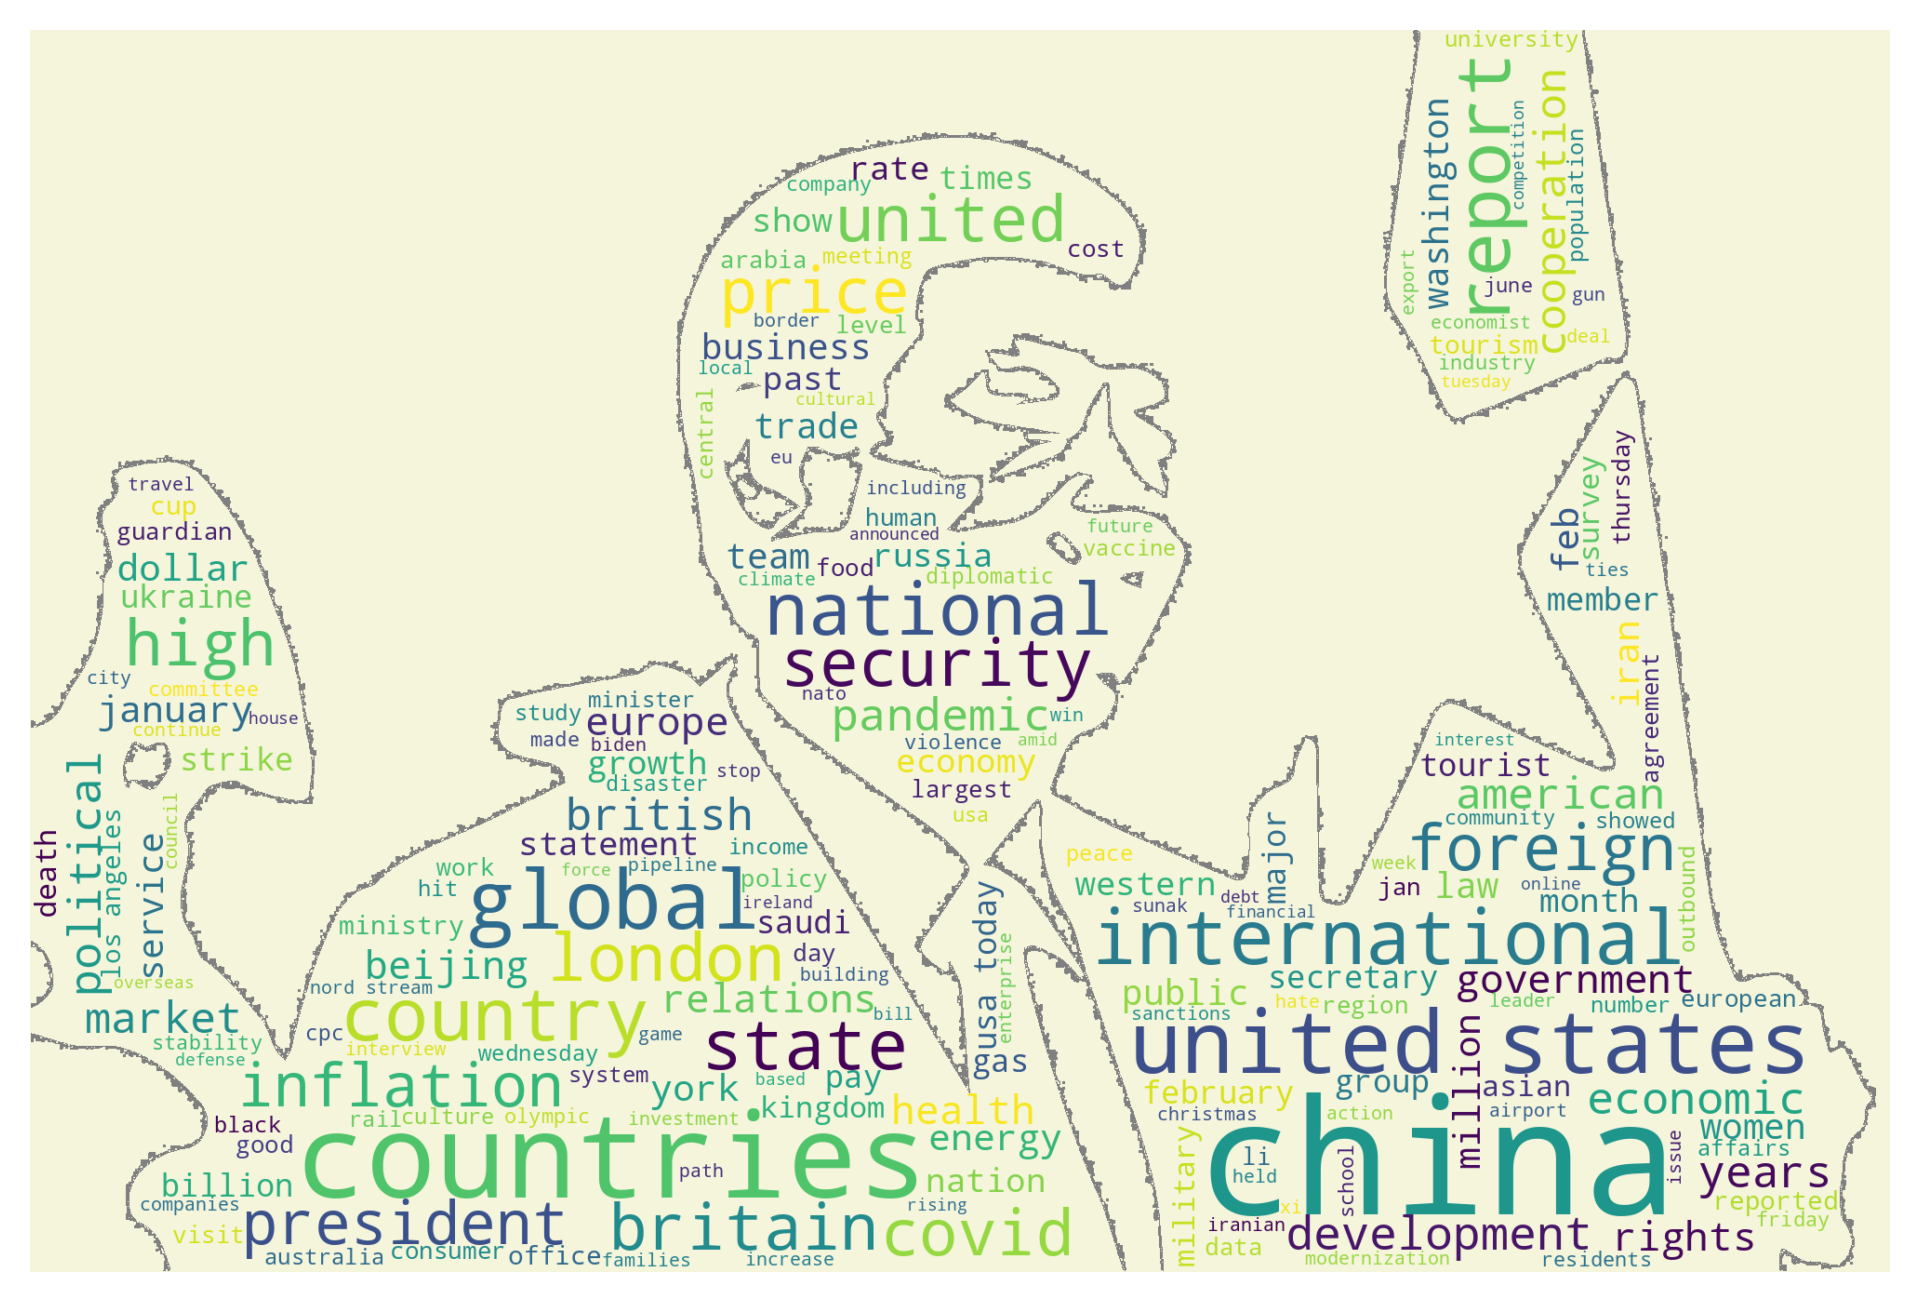 university
report
washington
cooperation
competition
population
export
june
gun
economist
deal
tourism
industry
tuesday
rate
company
times
show
united
cost
arabia
meeting
price
border
level
business
local
past
cultural
central
trade
eu
including
human
announced
future
team
food
russia
vaccine
climate
diplomatic
national
security
nato
pandemic
win
violence
amid
economy
largest
usa
travel
cup
guardian
dollar
ukraine
high
city
committee
january
house
continue
strike
political
death
los angeles
service
council
overseas
market
stability
defense
thursday
survey
feb
ties
member
iran
agreement
minister
study
europe
made
biden
growth
stop
disaster
british
statement
income
work
force
pipeline
hit
global
policy
ireland
ministry
saudi
beijing
london
day
building
nord stream
country
relations
bill
cpc
interview
game
state
wednesday
system
inflation
york
based
pay
gas
usa today
enterprise
rail
culture
olympic
investment
kingdom
health
black
good
countries
energy
path
nation
billion
companies
visit
president
britain
rising
covid
australia
consumer
office
families
increase
interest
tourist
american
community
showed
peace
major
week
foreign
western
debt
jan
law
online
month
outbound
sunak
financial
international
secretary
government
public
hate
region
leader
number
european
sanctions
united states
million
february
group
asian
economic
christmas
action
airport
women
china
affairs
military
li
held
school
issue
years
xi
reported
iranian
friday
data
development
rights
modernization
residents